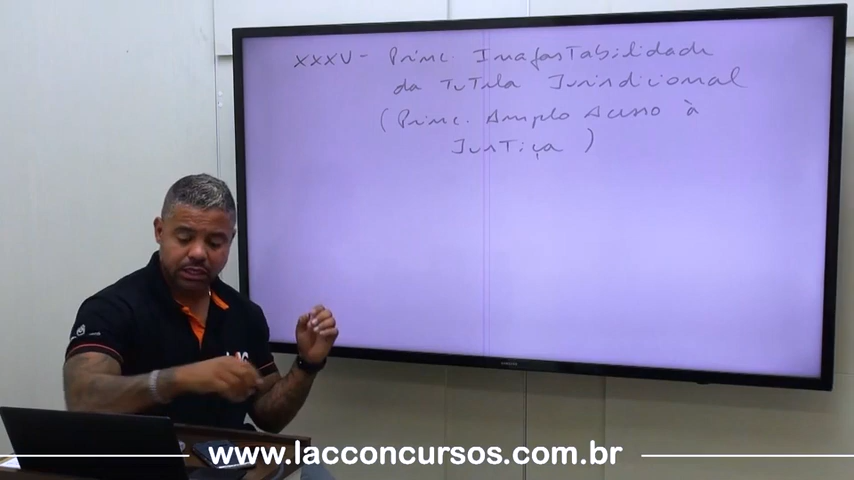 XXXV - Princ. Inafastabilidade
da Tutela Jurisdicional
(Princ. Amplo Acesso à
Justiça)
www.lacconcursos.com.br